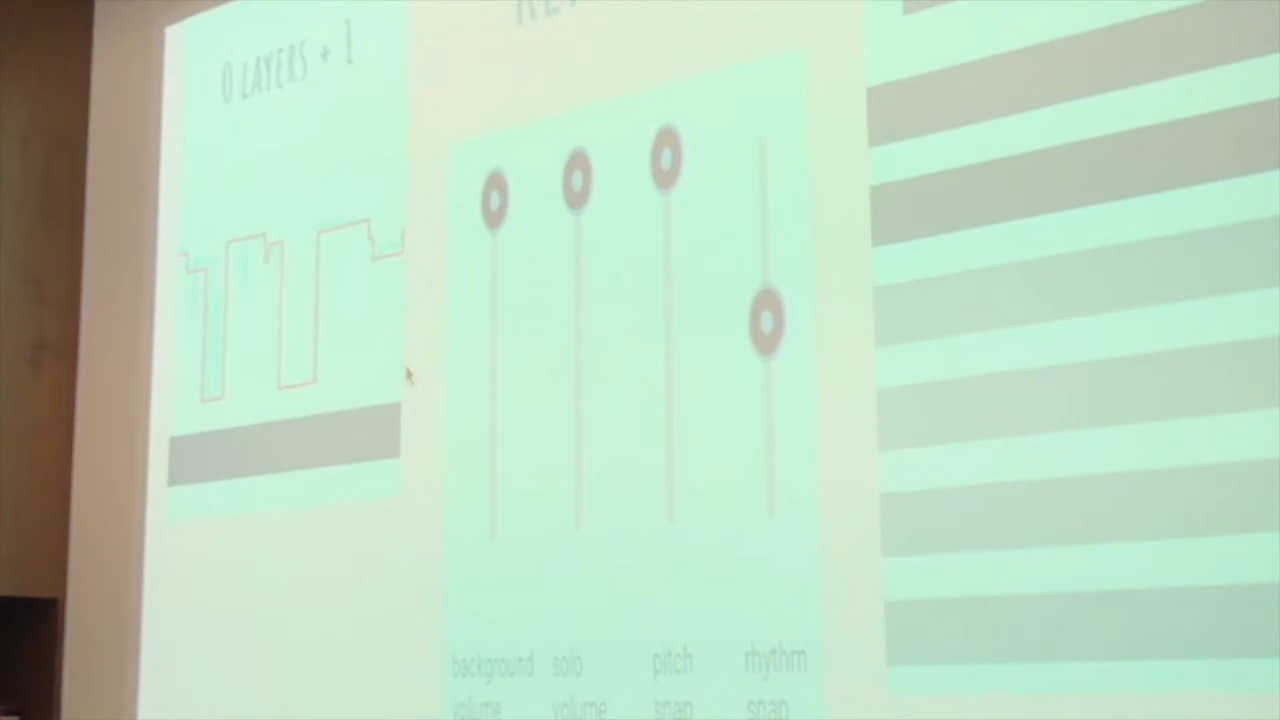 0 LAYERS + 1
background solo pitch rhythm
volume volume snap snap